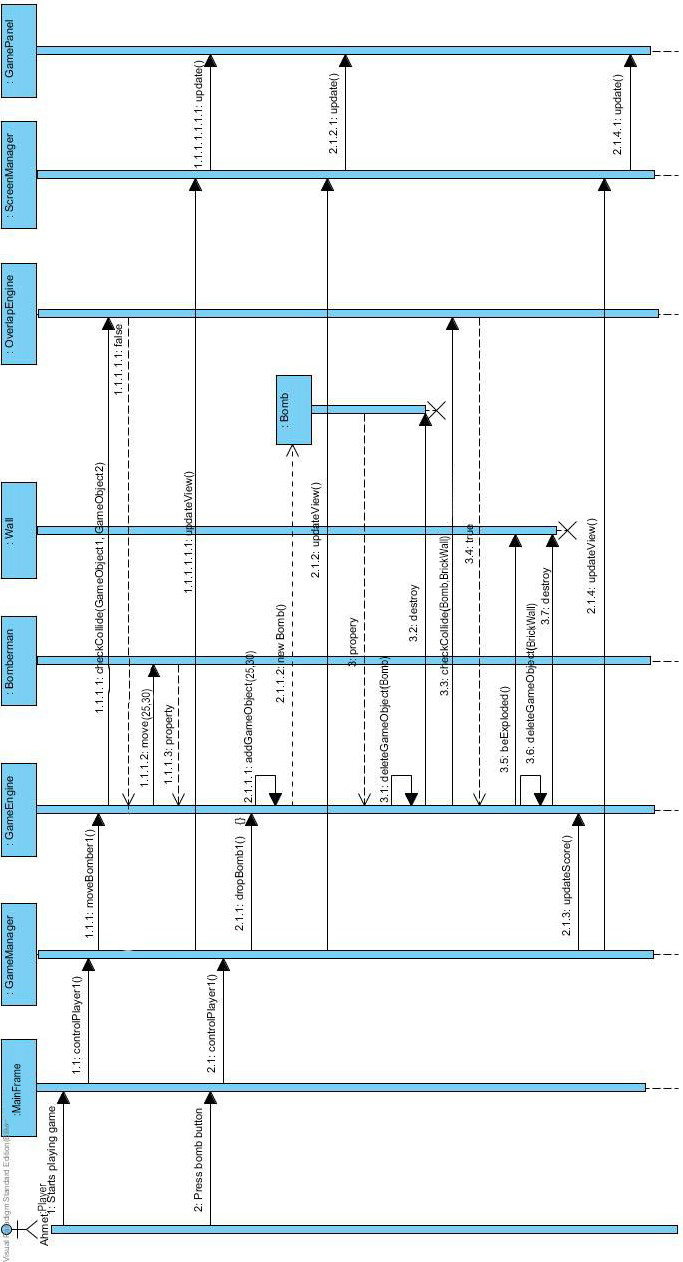 : GamePanel
: ScreenManager
: OverlapEngine
: Bomb
: Wall
: Bomberman
: GameEngine
: GameManager
:MainFrame
Visual Paradigm Standard Edition
Ahmet:Player
1: Starts playing game
1.1: controlPlayer1()
1.1.1: moveBomber1()
1.1.1.1: checkCollide(GameObject1, GameObject2)
1.1.1.1.1: false
1.1.1.2: move(25,30)
1.1.1.3: property
1.1.1.1.1.1: updateView()
1.1.1.1.1.1.1: update()
2: Press bomb button
2.1: controlPlayer1()
2.1.1: dropBomb1()
{}
2.1.1.1: addGameObject(25,30)
2.1.1.2: new Bomb()
2.1.2: updateView()
2.1.2.1: update()
3: propery
3.1: deleteGameObject(Bomb)
3.2: destroy
3.3: checkCollide(Bomb,BrickWall)
3.4: true
3.5: beExploded()
3.6: deleteGameObject(BrickWall)
3.7: destroy
2.1.3: updateScore()
2.1.4: updateView()
2.1.4.1: update()